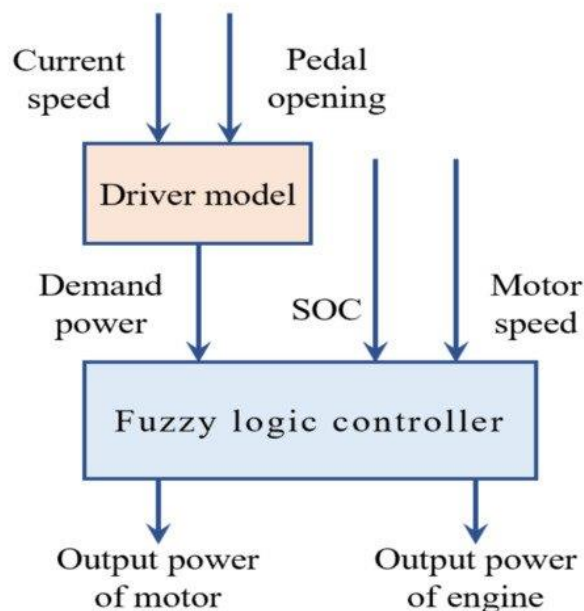 Current
speed
Pedal
opening
Driver model
Demand
power
SOC
Motor
speed
Fuzzy logic controller
Output power
of motor
Output power
of engine